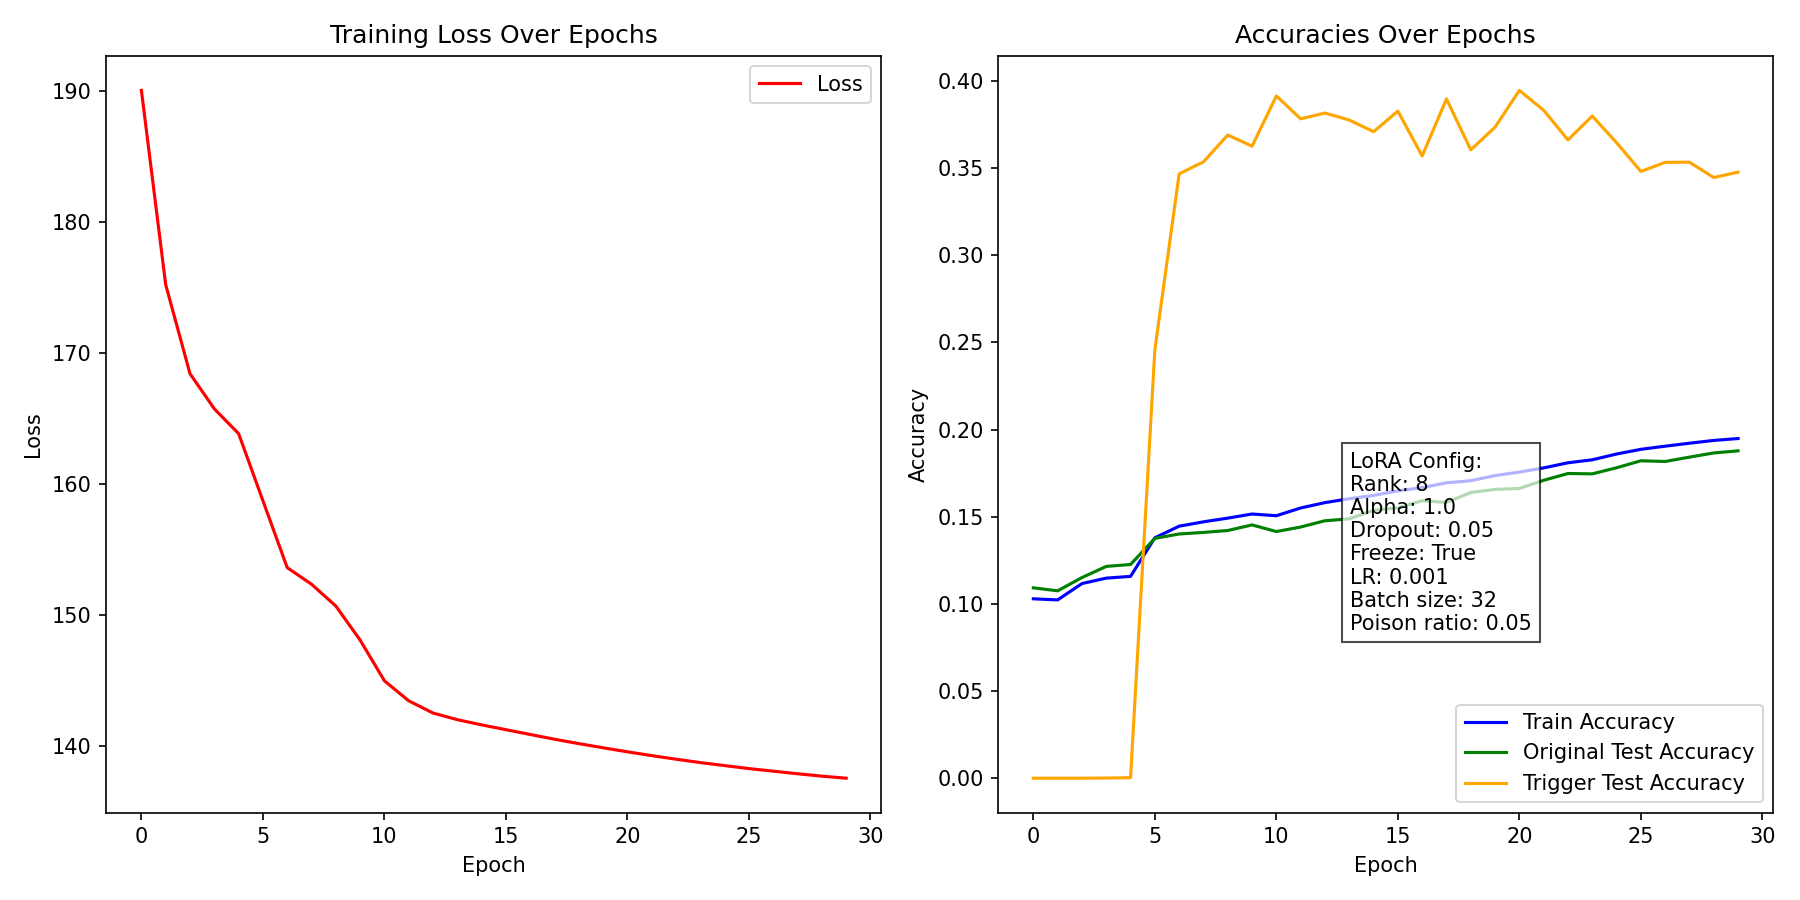 Training Loss Over Epochs
Loss
190
180
170
160
150
140
Loss
0 5 10 15 20 25 30
Epoch
Accuracies Over Epochs
0.40
0.35
0.30
0.25
0.20
0.15
0.10
0.05
0.00
Accuracy
LoRA Config:
Rank: 8
Alpha: 1.0
Dropout: 0.05
Freeze: True
LR: 0.001
Batch size: 32
Poison ratio: 0.05
Train Accuracy
Original Test Accuracy
Trigger Test Accuracy
0 5 10 15 20 25 30
Epoch